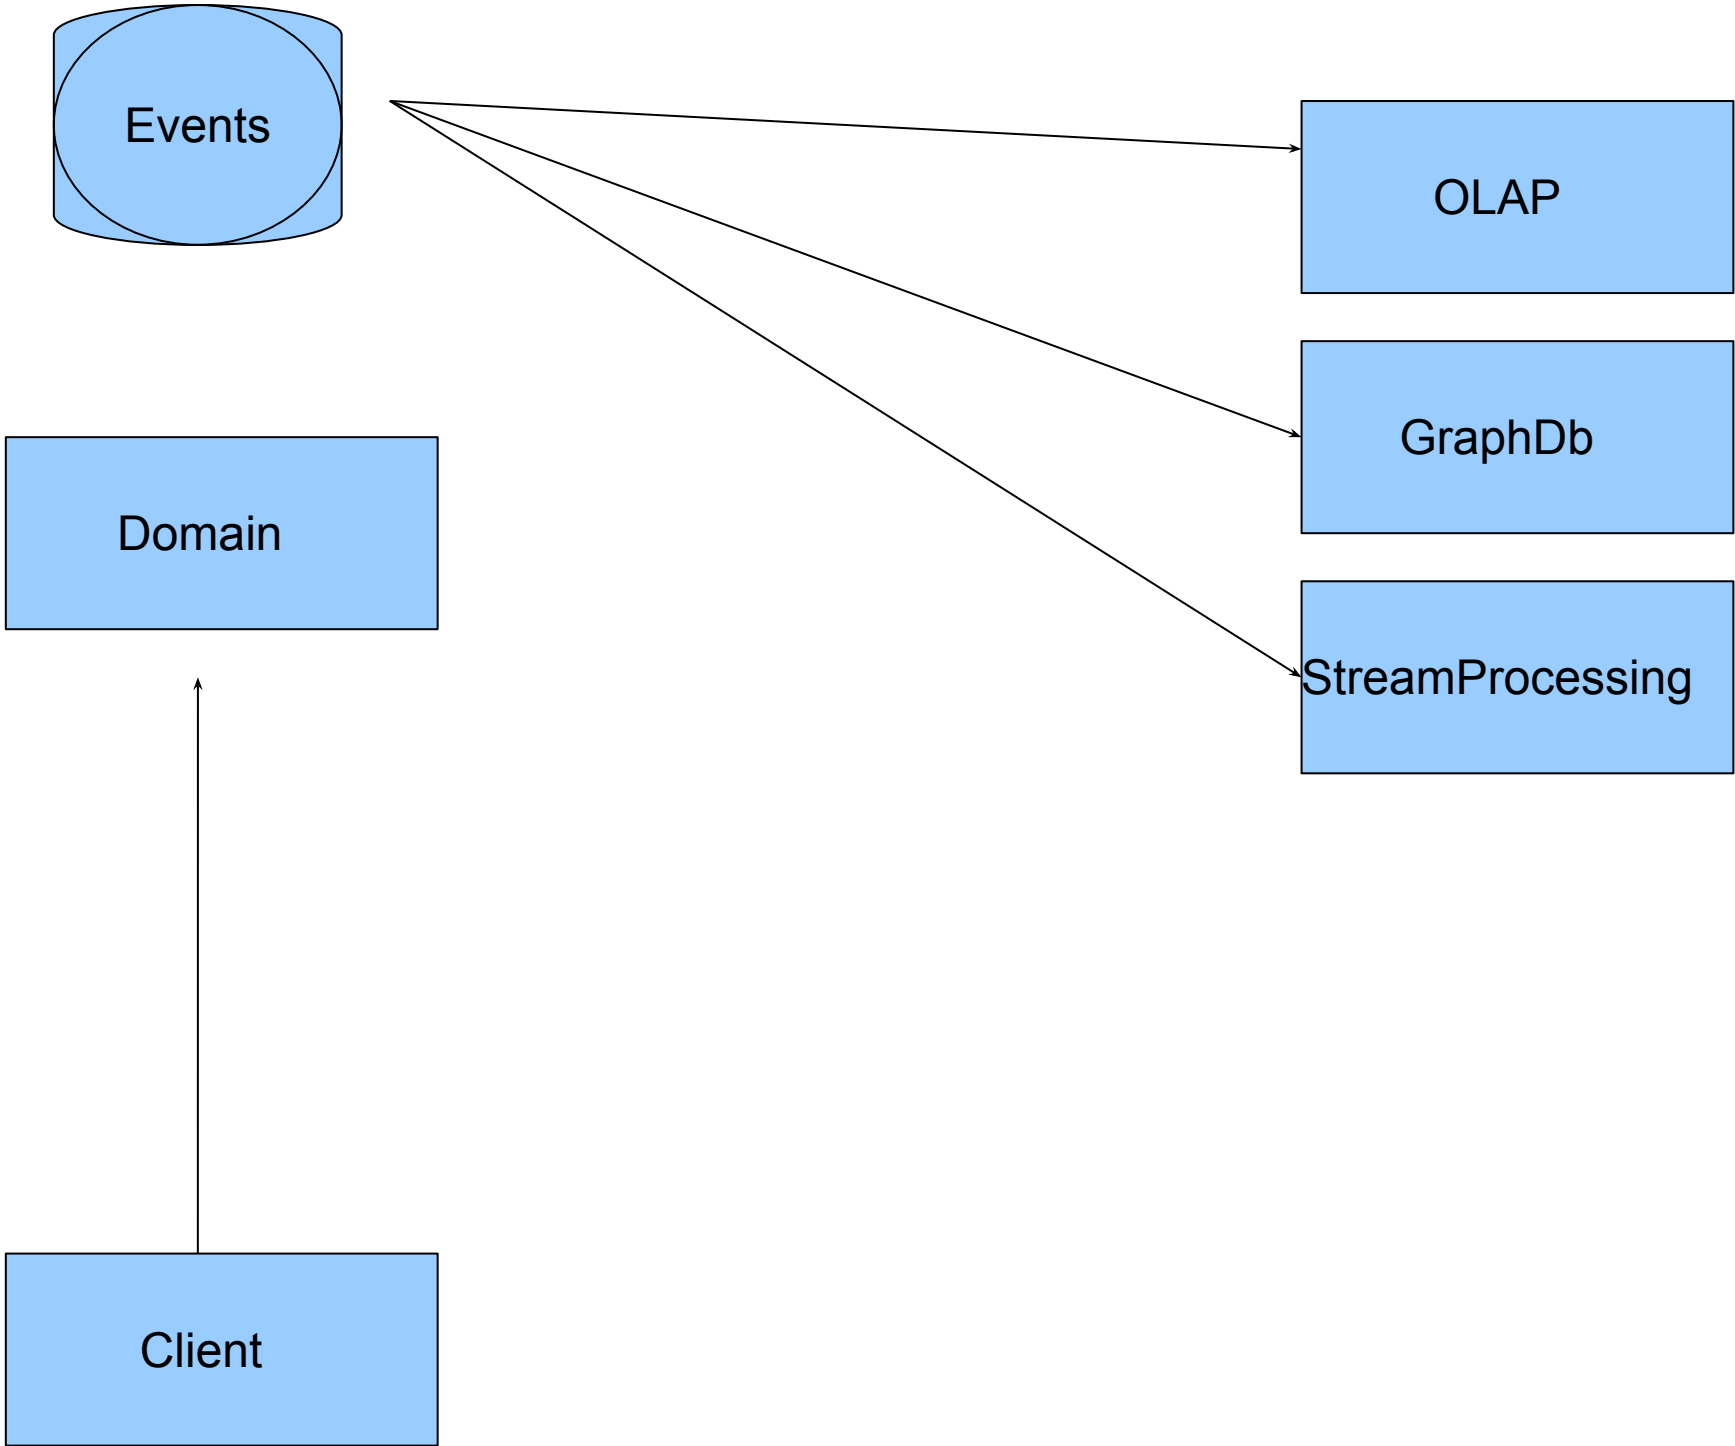 Events
OLAP
GraphDb
Domain
StreamProcessing
Client